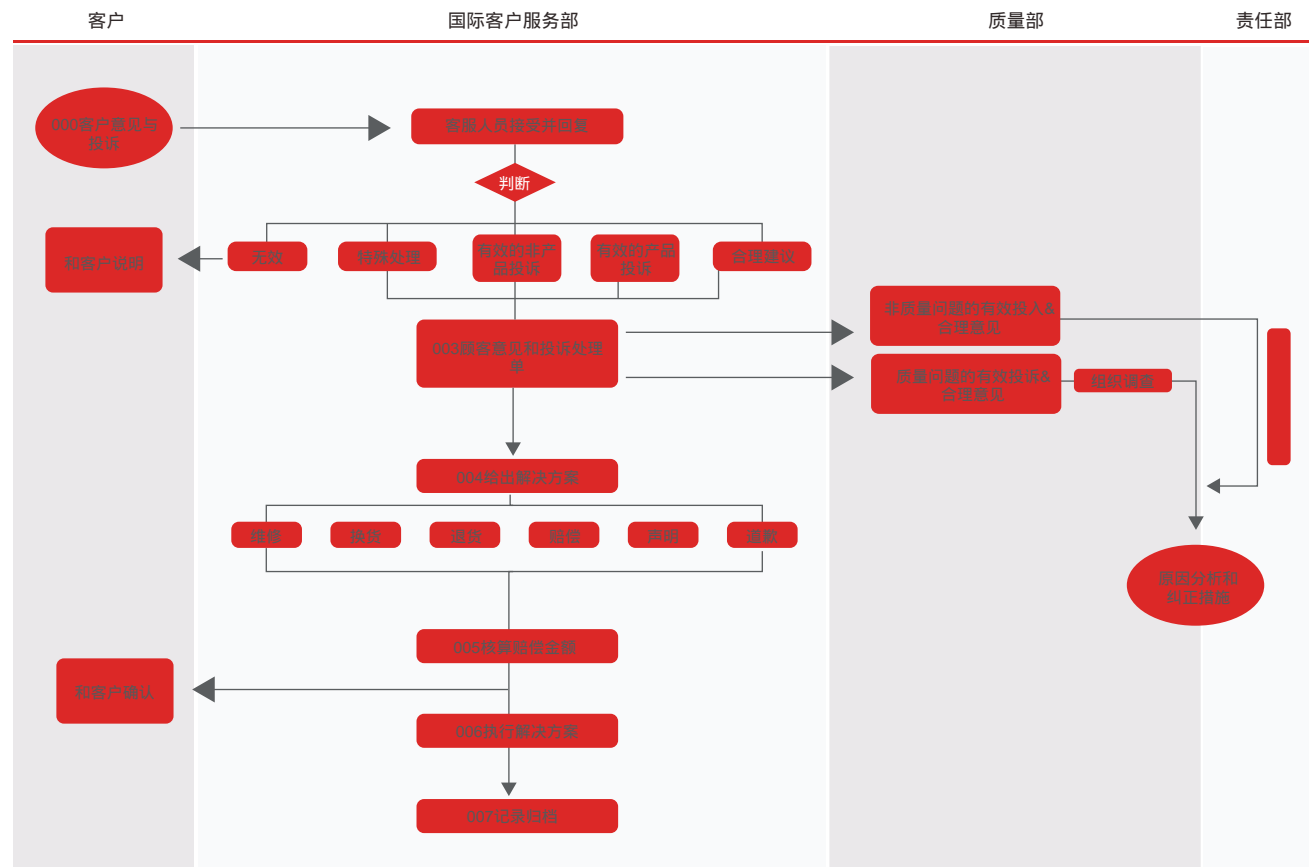 客户
国际客户服务部
质量部
责任部
000客户意见与
投诉
客服人员接受并回复
判断
和客户说明
无效
特殊处理
有效的非产
品投诉
有效的产品
投诉
合理建议
非质量问题的有效投入&
合理意见
003顾客意见和投诉处理
单
质量问题的有效投诉&
合理意见
组织调查
004给出解决方案
维修
换货
退货
赔偿
声明
道歉
原因分析和
纠正措施
005核算赔偿金额
和客户确认
006执行解决方案
007记录归档